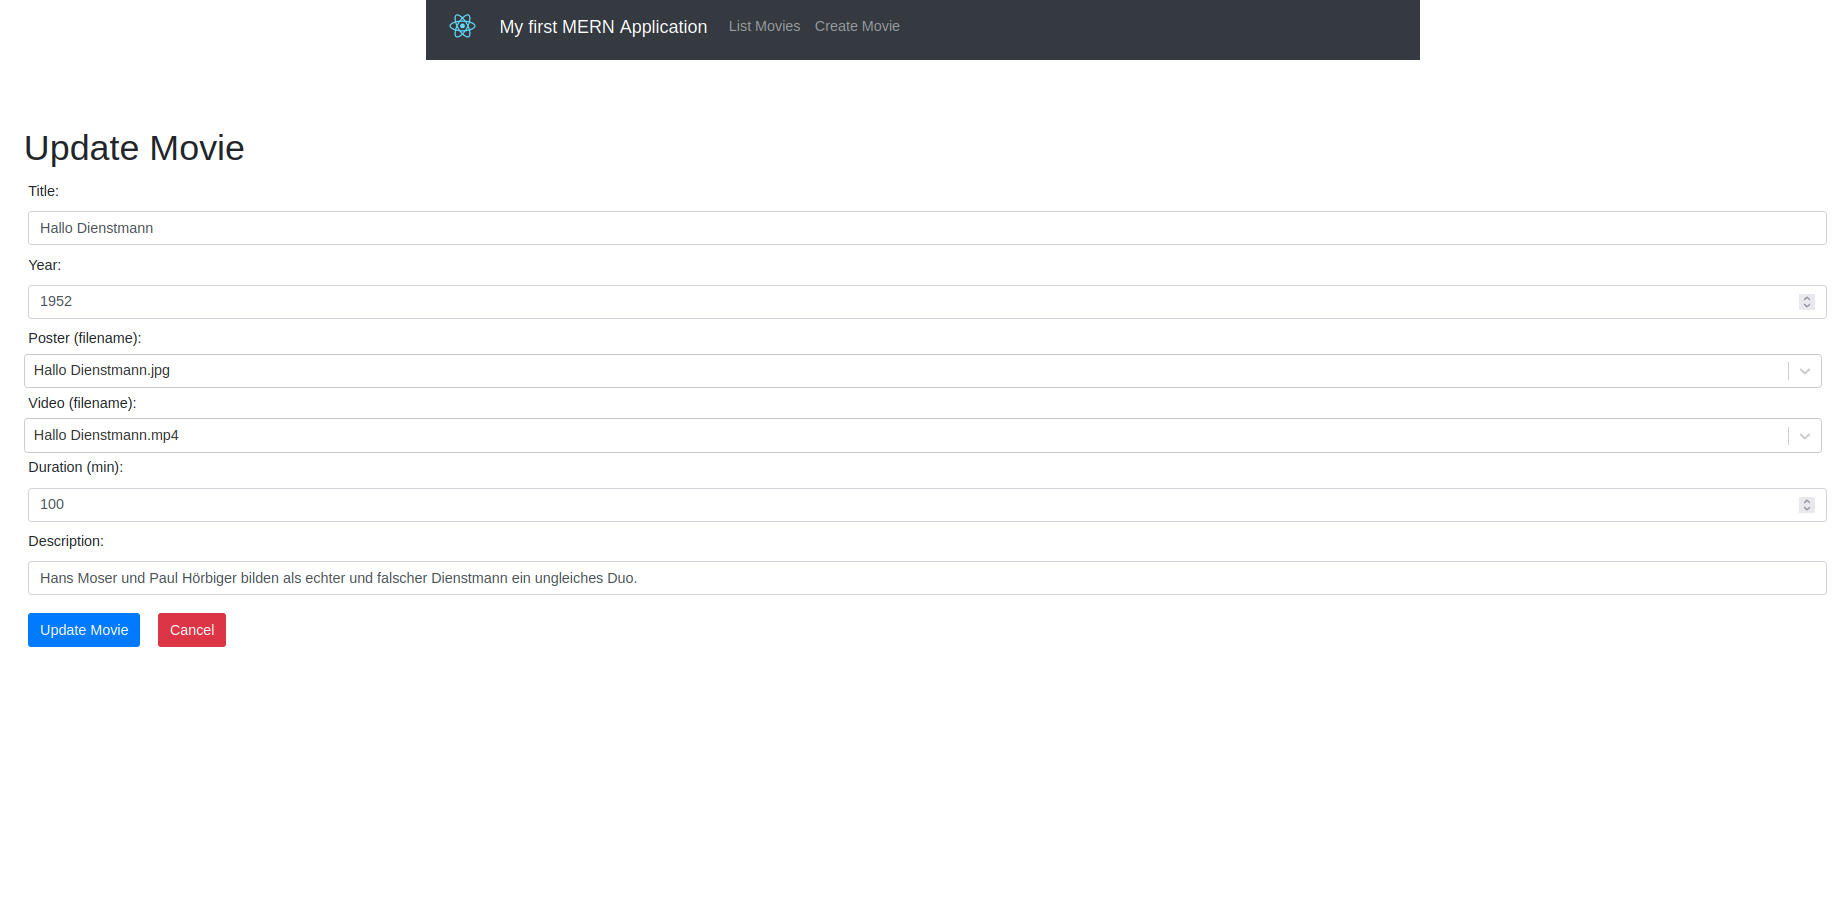 My first MERN Application List Movies Create Movie
Update Movie
Title:
Hallo Dienstmann
Year:
1952
Poster (filename):
Hallo Dienstmann.jpg
Video (filename):
Hallo Dienstmann.mp4
Duration (min):
100
Description:
Hans Moser und Paul Hörbiger bilden als echter und falscher Dienstmann ein ungleiches Duo.
Update Movie Cancel